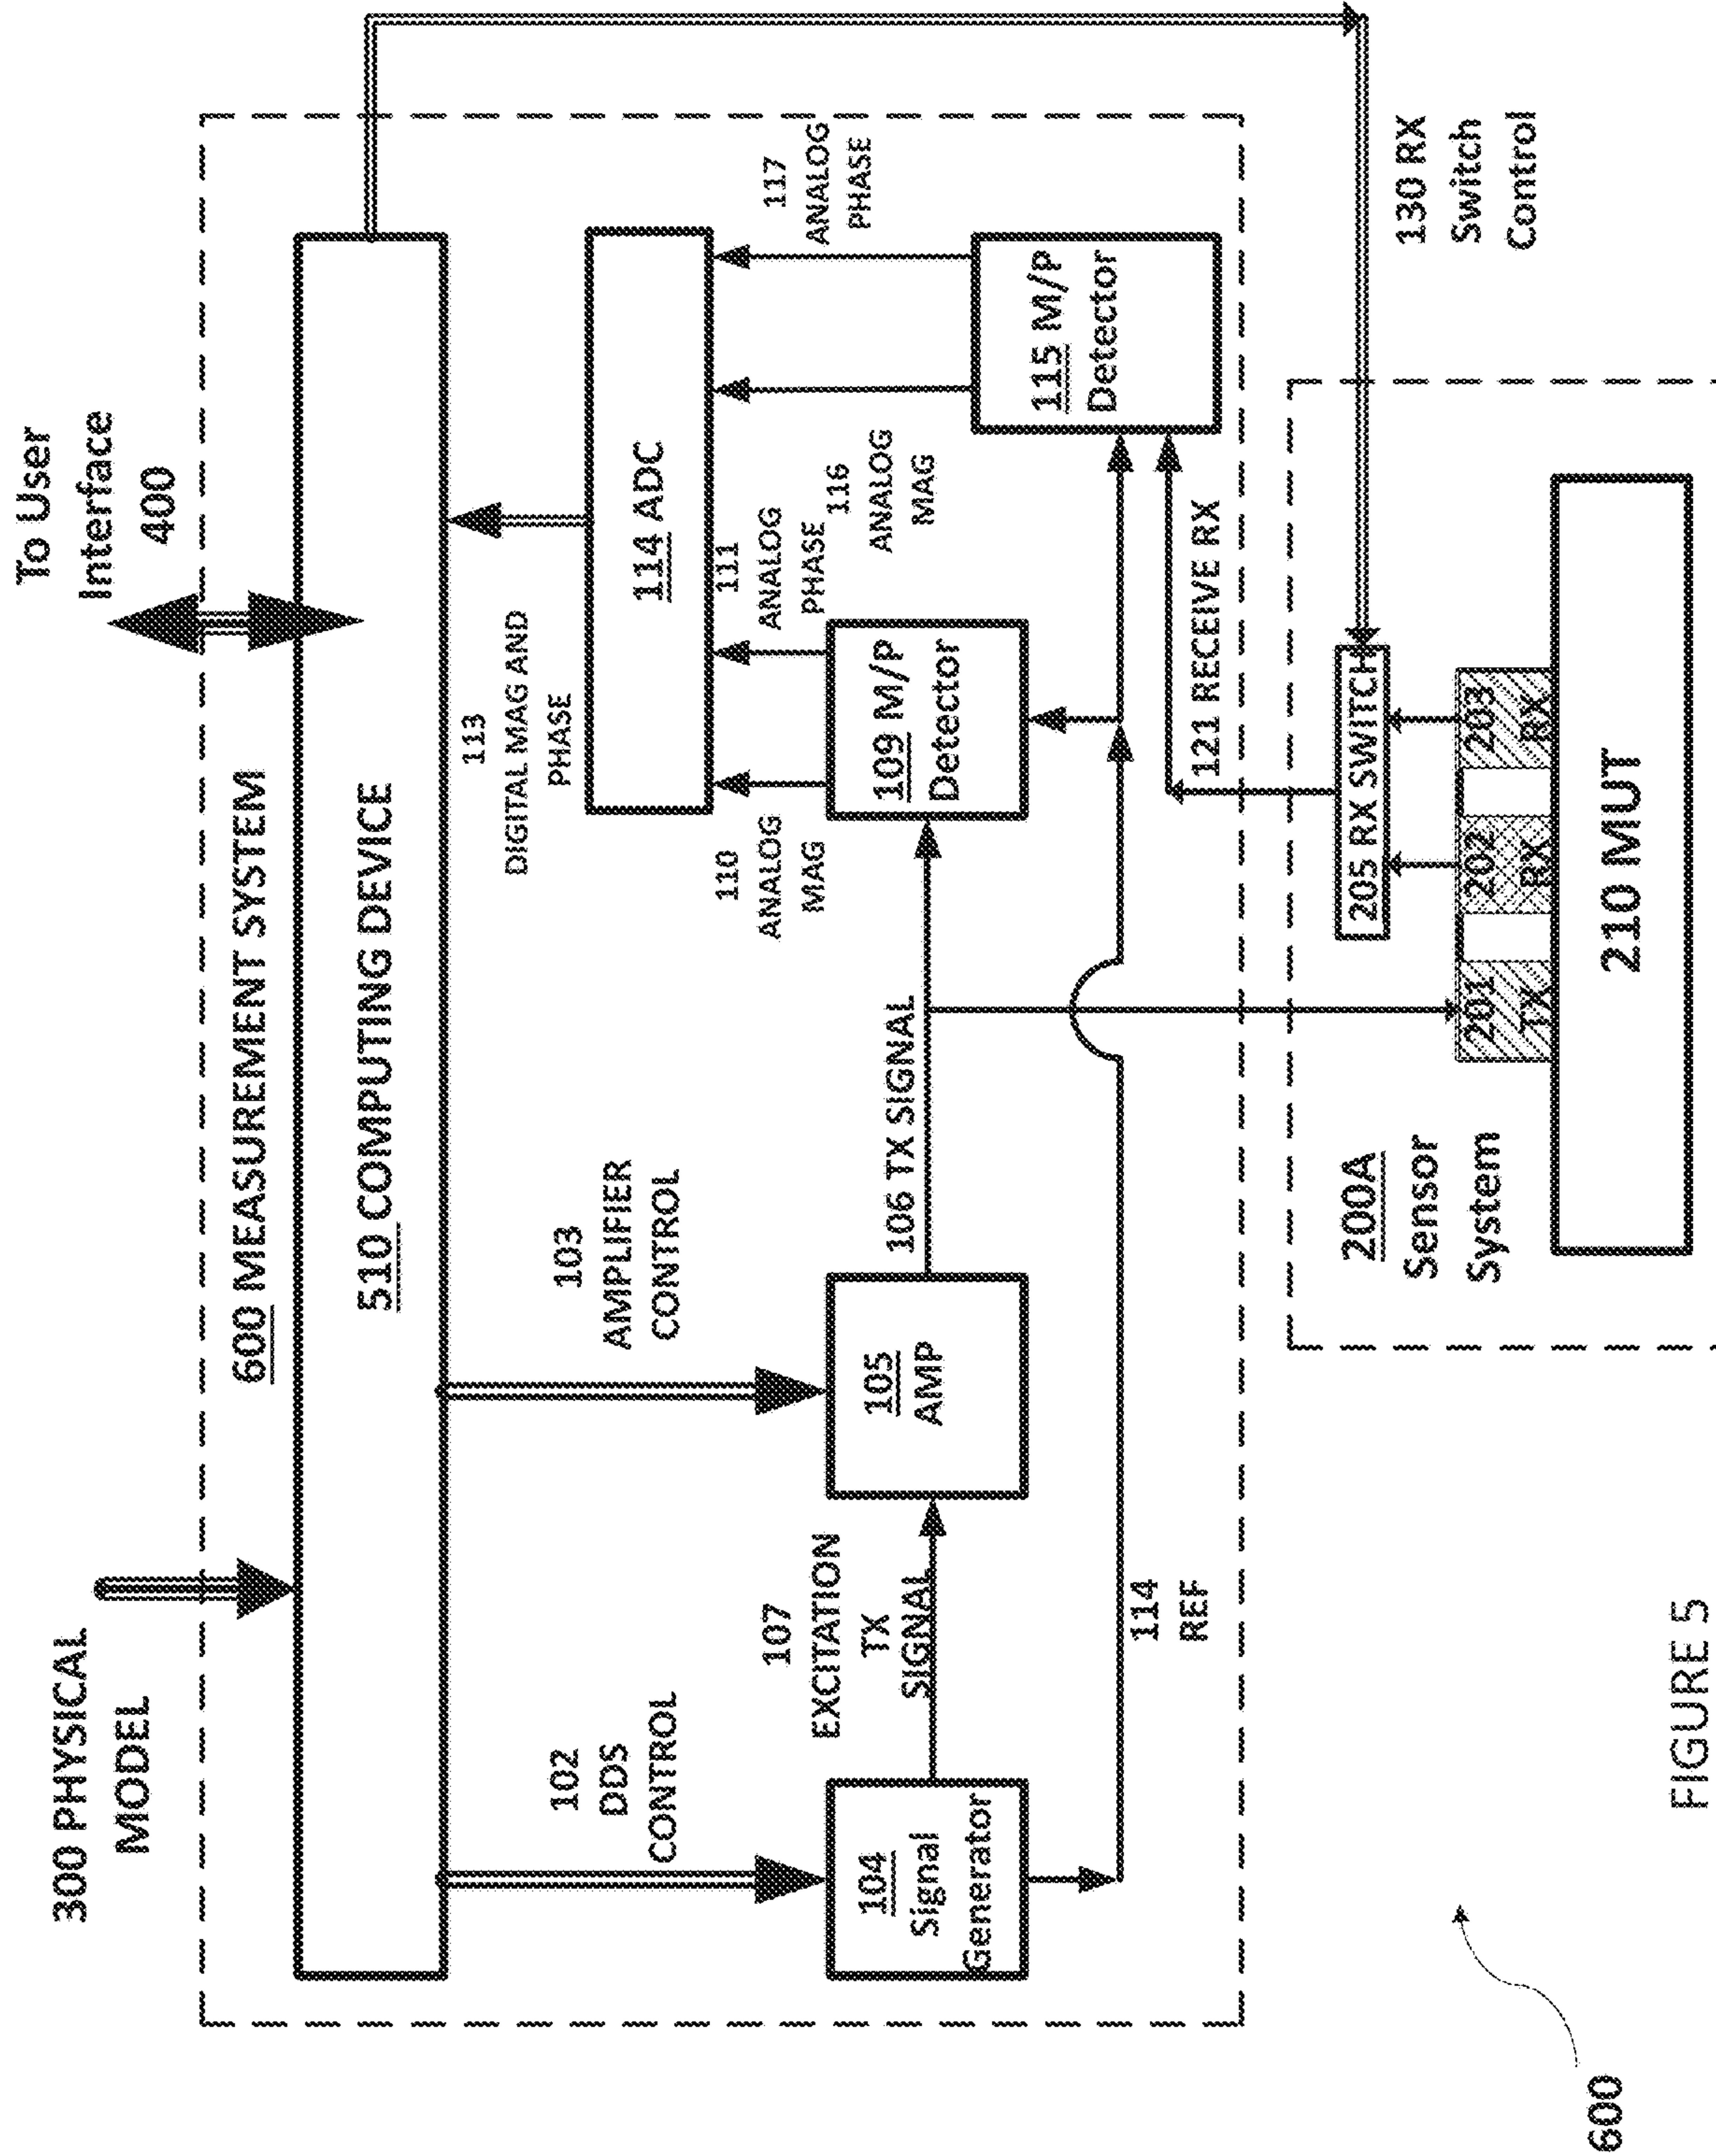 300 PHYSICAL
MODEL
To User
Interface
400
600 MEASUREMENT SYSTEM
510 COMPUTING DEVICE
102
DDS
CONTROL
103
AMPLIFIER
CONTROL
113
DIGITAL MAG AND
PHASE
114 ADC
110
ANALOG
MAG
111
ANALOG
PHASE
116
ANALOG
MAG
117
ANALOG
PHASE
104
Signal
Generator
107
EXCITATION
TX
SIGNAL
105
AMP
106 TX SIGNAL
109 M/P
Detector
115 M/P
Detector
114
REF
121 RECEIVE RX
130 RX
Switch
Control
200A
Sensor
System
205 RX SWITCH
201
TX
202
RX
203
RX
210 MUT
600
FIGURE 5